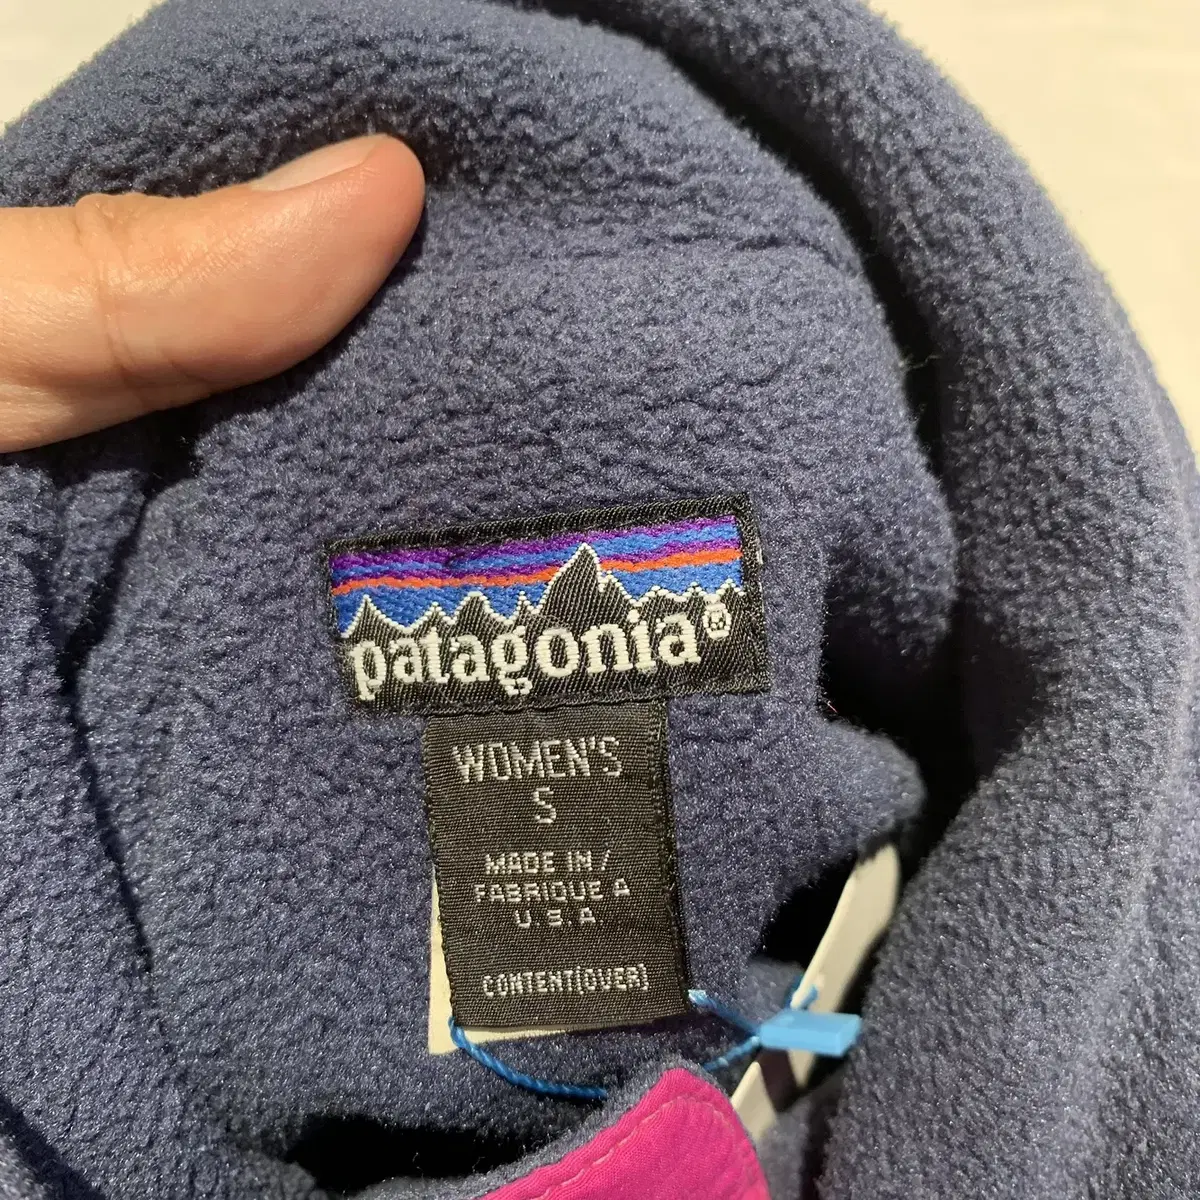 patagonia®
WOMEN'S
S
MADE IN /
FABRIQUE A
U.S.A
CONTENT(OVER)